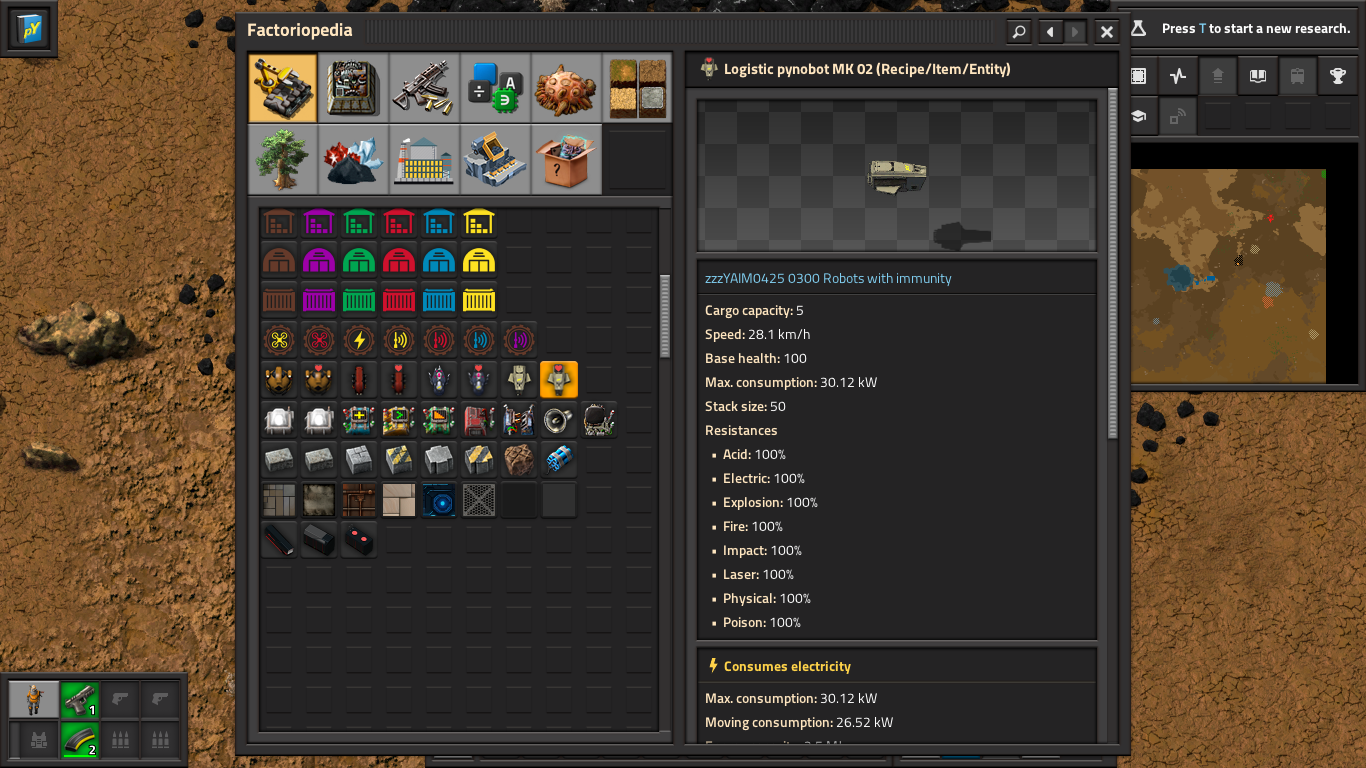 pY
Factoriopedia
Press T to start a new research.
A
?
Logistic pynobot MK 02 (Recipe/Item/Entity)
zzzYAIM0425 0300 Robots with immunity
Cargo capacity: 5
Speed: 28.1 km/h
Base health: 100
Max. consumption: 30.12 kW
Stack size: 50
Resistances
▪ Acid: 100%
▪ Electric: 100%
▪ Explosion: 100%
▪ Fire: 100%
▪ Impact: 100%
▪ Laser: 100%
▪ Physical: 100%
▪ Poison: 100%
Consumes electricity
Max. consumption: 30.12 kW
Moving consumption: 26.52 kW
1
2